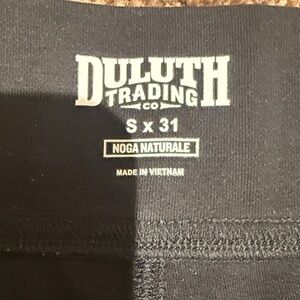 DULUTH
TRADING
CO
S x 31
NOGA NATURALE
MADE IN VIETNAM